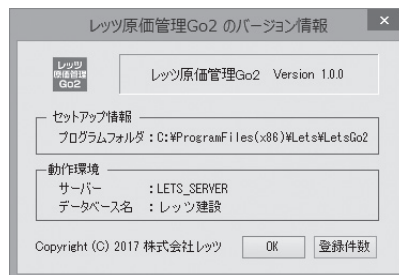 レッツ原価管理Go2 のバージョン情報
×
レッツ
原価管理
Go2
レッツ原価管理Go2 Version 1.0.0
セットアップ情報
プログラムフォルダ：C:¥ProgramFiles(x86)¥Lets¥LetsGo2
動作環境
サーバー ：LETS_SERVER
データベース名 ：レッツ建設
Copyright (C) 2017 株式会社レッツ OK 登録件数